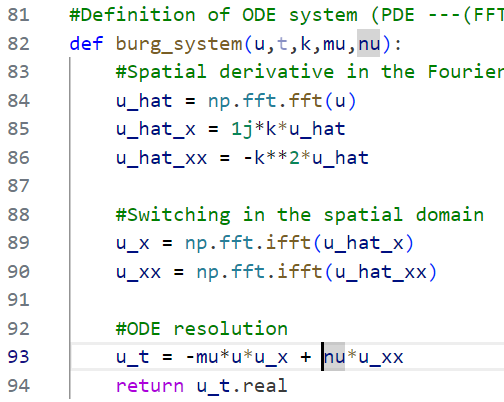 81 #Definition of ODE system (PDE ---(FFT
82 def burg_system(u,t,k,mu,nu):
83 #Spatial derivative in the Fourier
84 u_hat = np.fft.fft(u)
85 u_hat_x = 1j*k*u_hat
86 u_hat_xx = -k**2*u_hat
87
88 #Switching in the spatial domain
89 u_x = np.fft.ifft(u_hat_x)
90 u_xx = np.fft.ifft(u_hat_xx)
91
92 #ODE resolution
93 u_t = -mu*u*u_x + nu*u_xx
94 return u_t.real